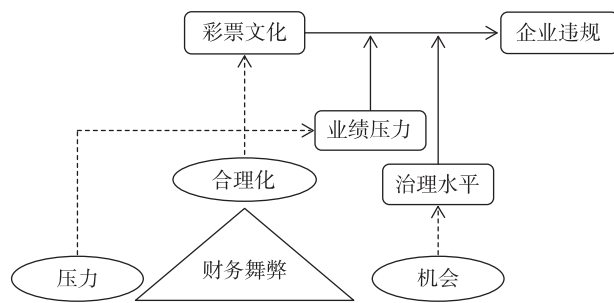 彩票文化
企业违规
业绩压力
合理化
治理水平
压力
财务舞弊
机会